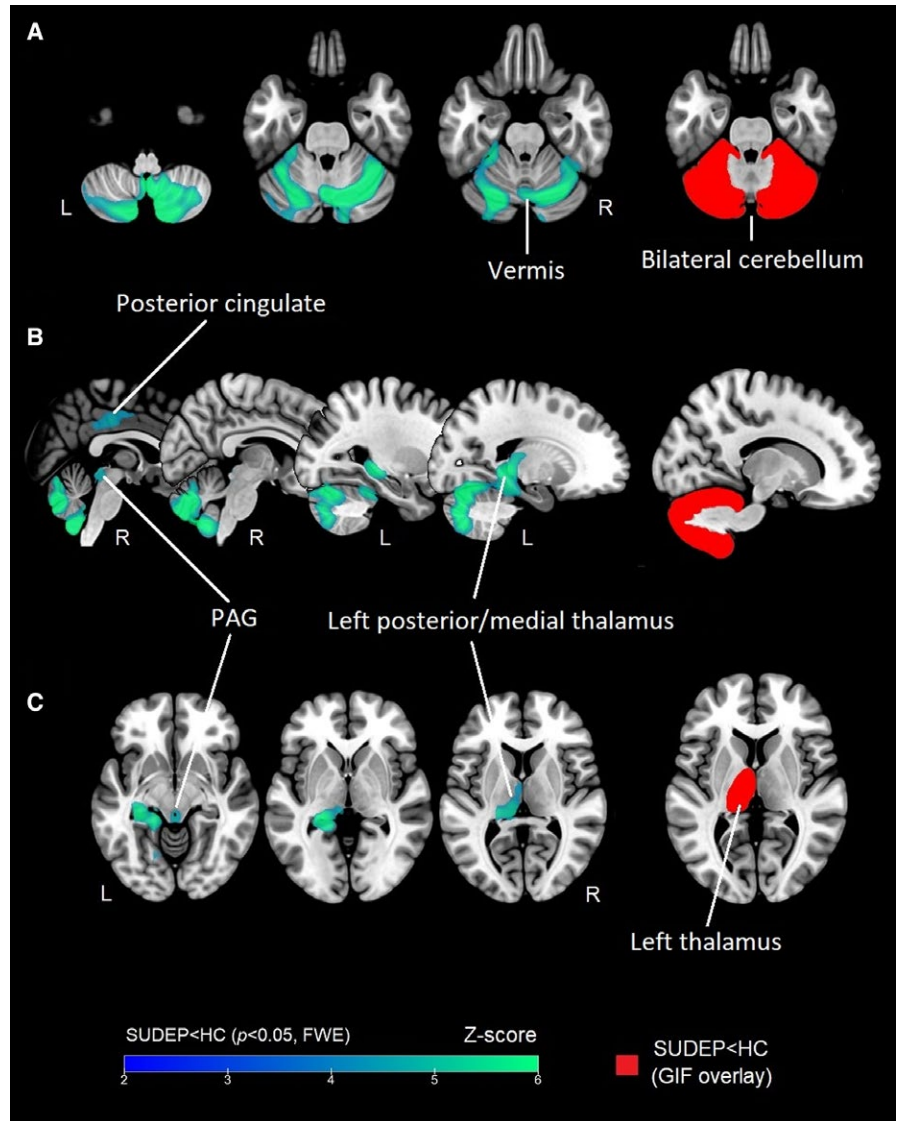 A
L
R
Vermis
Bilateral cerebellum
Posterior cingulate
B
R
R
L
L
PAG
Left posterior/medial thalamus
C
L
R
Left thalamus
SUDEP<HC (p<0.05, FWE)
Z-score
2 3 4 5 6
SUDEP<HC
(GIF overlay)